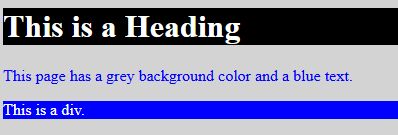 This is a Heading
This page has a grey background color and a blue text.
This is a div.